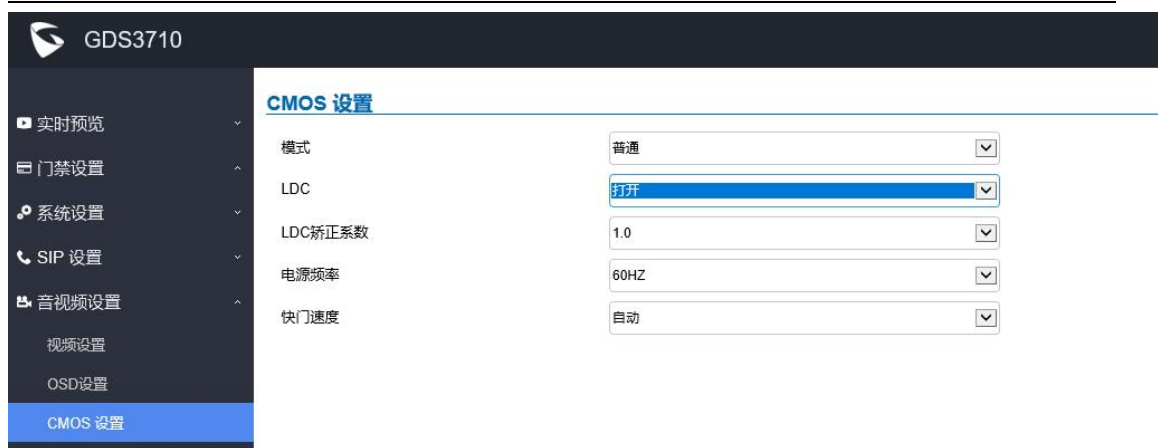 GDS3710
实时预览
门禁设置
系统设置
SIP 设置
音视频设置
视频设置
OSD设置
CMOS 设置
CMOS 设置
模式 普通
LDC 打开
LDC矫正系数 1.0
电源频率 60HZ
快门速度 自动